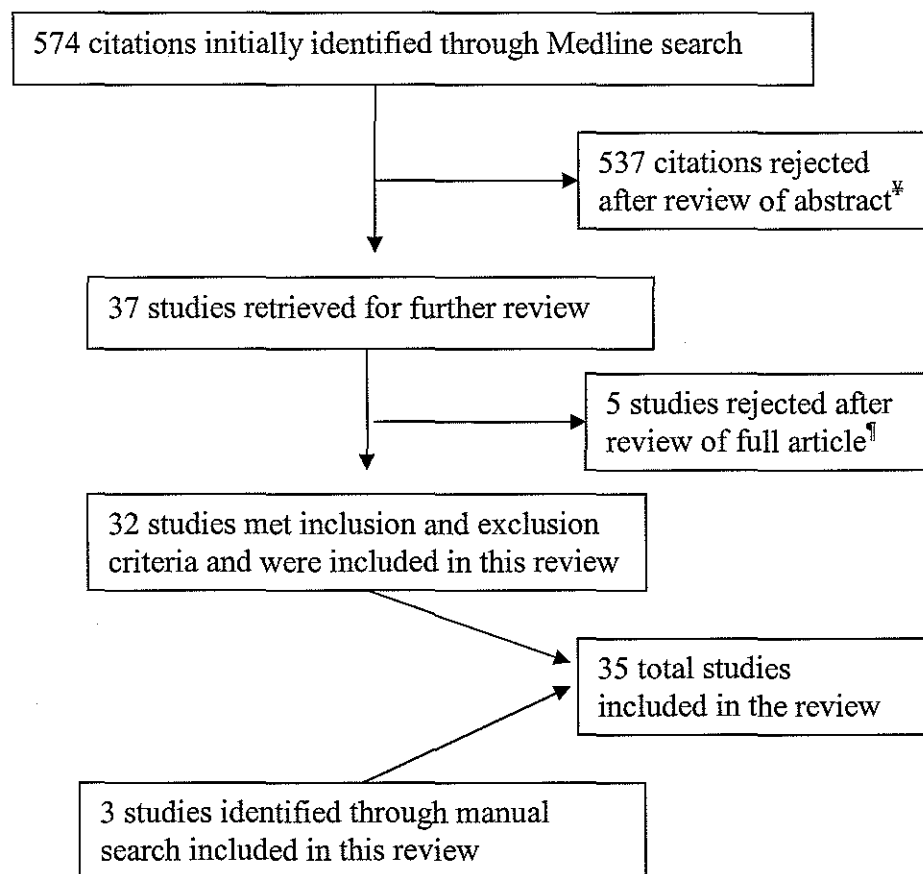 574 citations initially identified through Medline search
537 citations rejected
after review of abstract¥
37 studies retrieved for further review
5 studies rejected after
review of full article¶
32 studies met inclusion and exclusion
criteria and were included in this review
35 total studies
included in the review
3 studies identified through manual
search included in this review